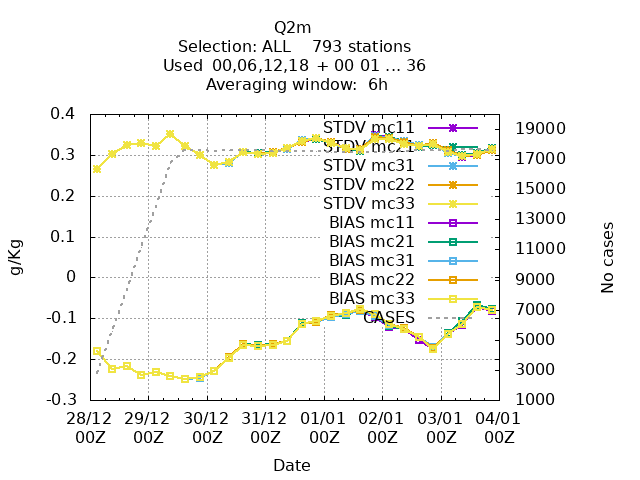 Q2m
Selection: ALL 793 stations
Used 00,06,12,18 + 00 01 ... 36
Averaging window: 6h
0.4
0.3
0.2
0.1
0
-0.1
-0.2
-0.3
g/Kg
STDV mc11
STDV mc21
STDV mc31
STDV mc22
STDV mc33
BIAS mc11
BIAS mc21
BIAS mc31
BIAS mc22
BIAS mc33
CASES
19000
17000
15000
13000
11000
9000
7000
5000
3000
1000
No cases
28/12 29/12 30/12 31/12 01/01 02/01 03/01 04/01
00Z 00Z 00Z 00Z 00Z 00Z 00Z 00Z
Date